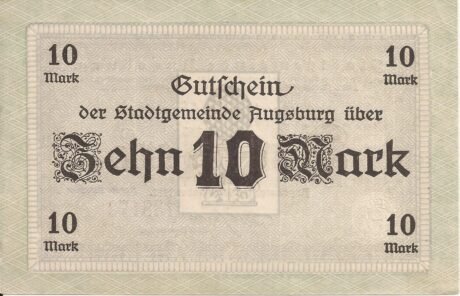 10 10
Mark Mark
Gutſchein
der Stadtgemeinde Augsburg über
Zehn 10 Mark
10 10
Mark Mark